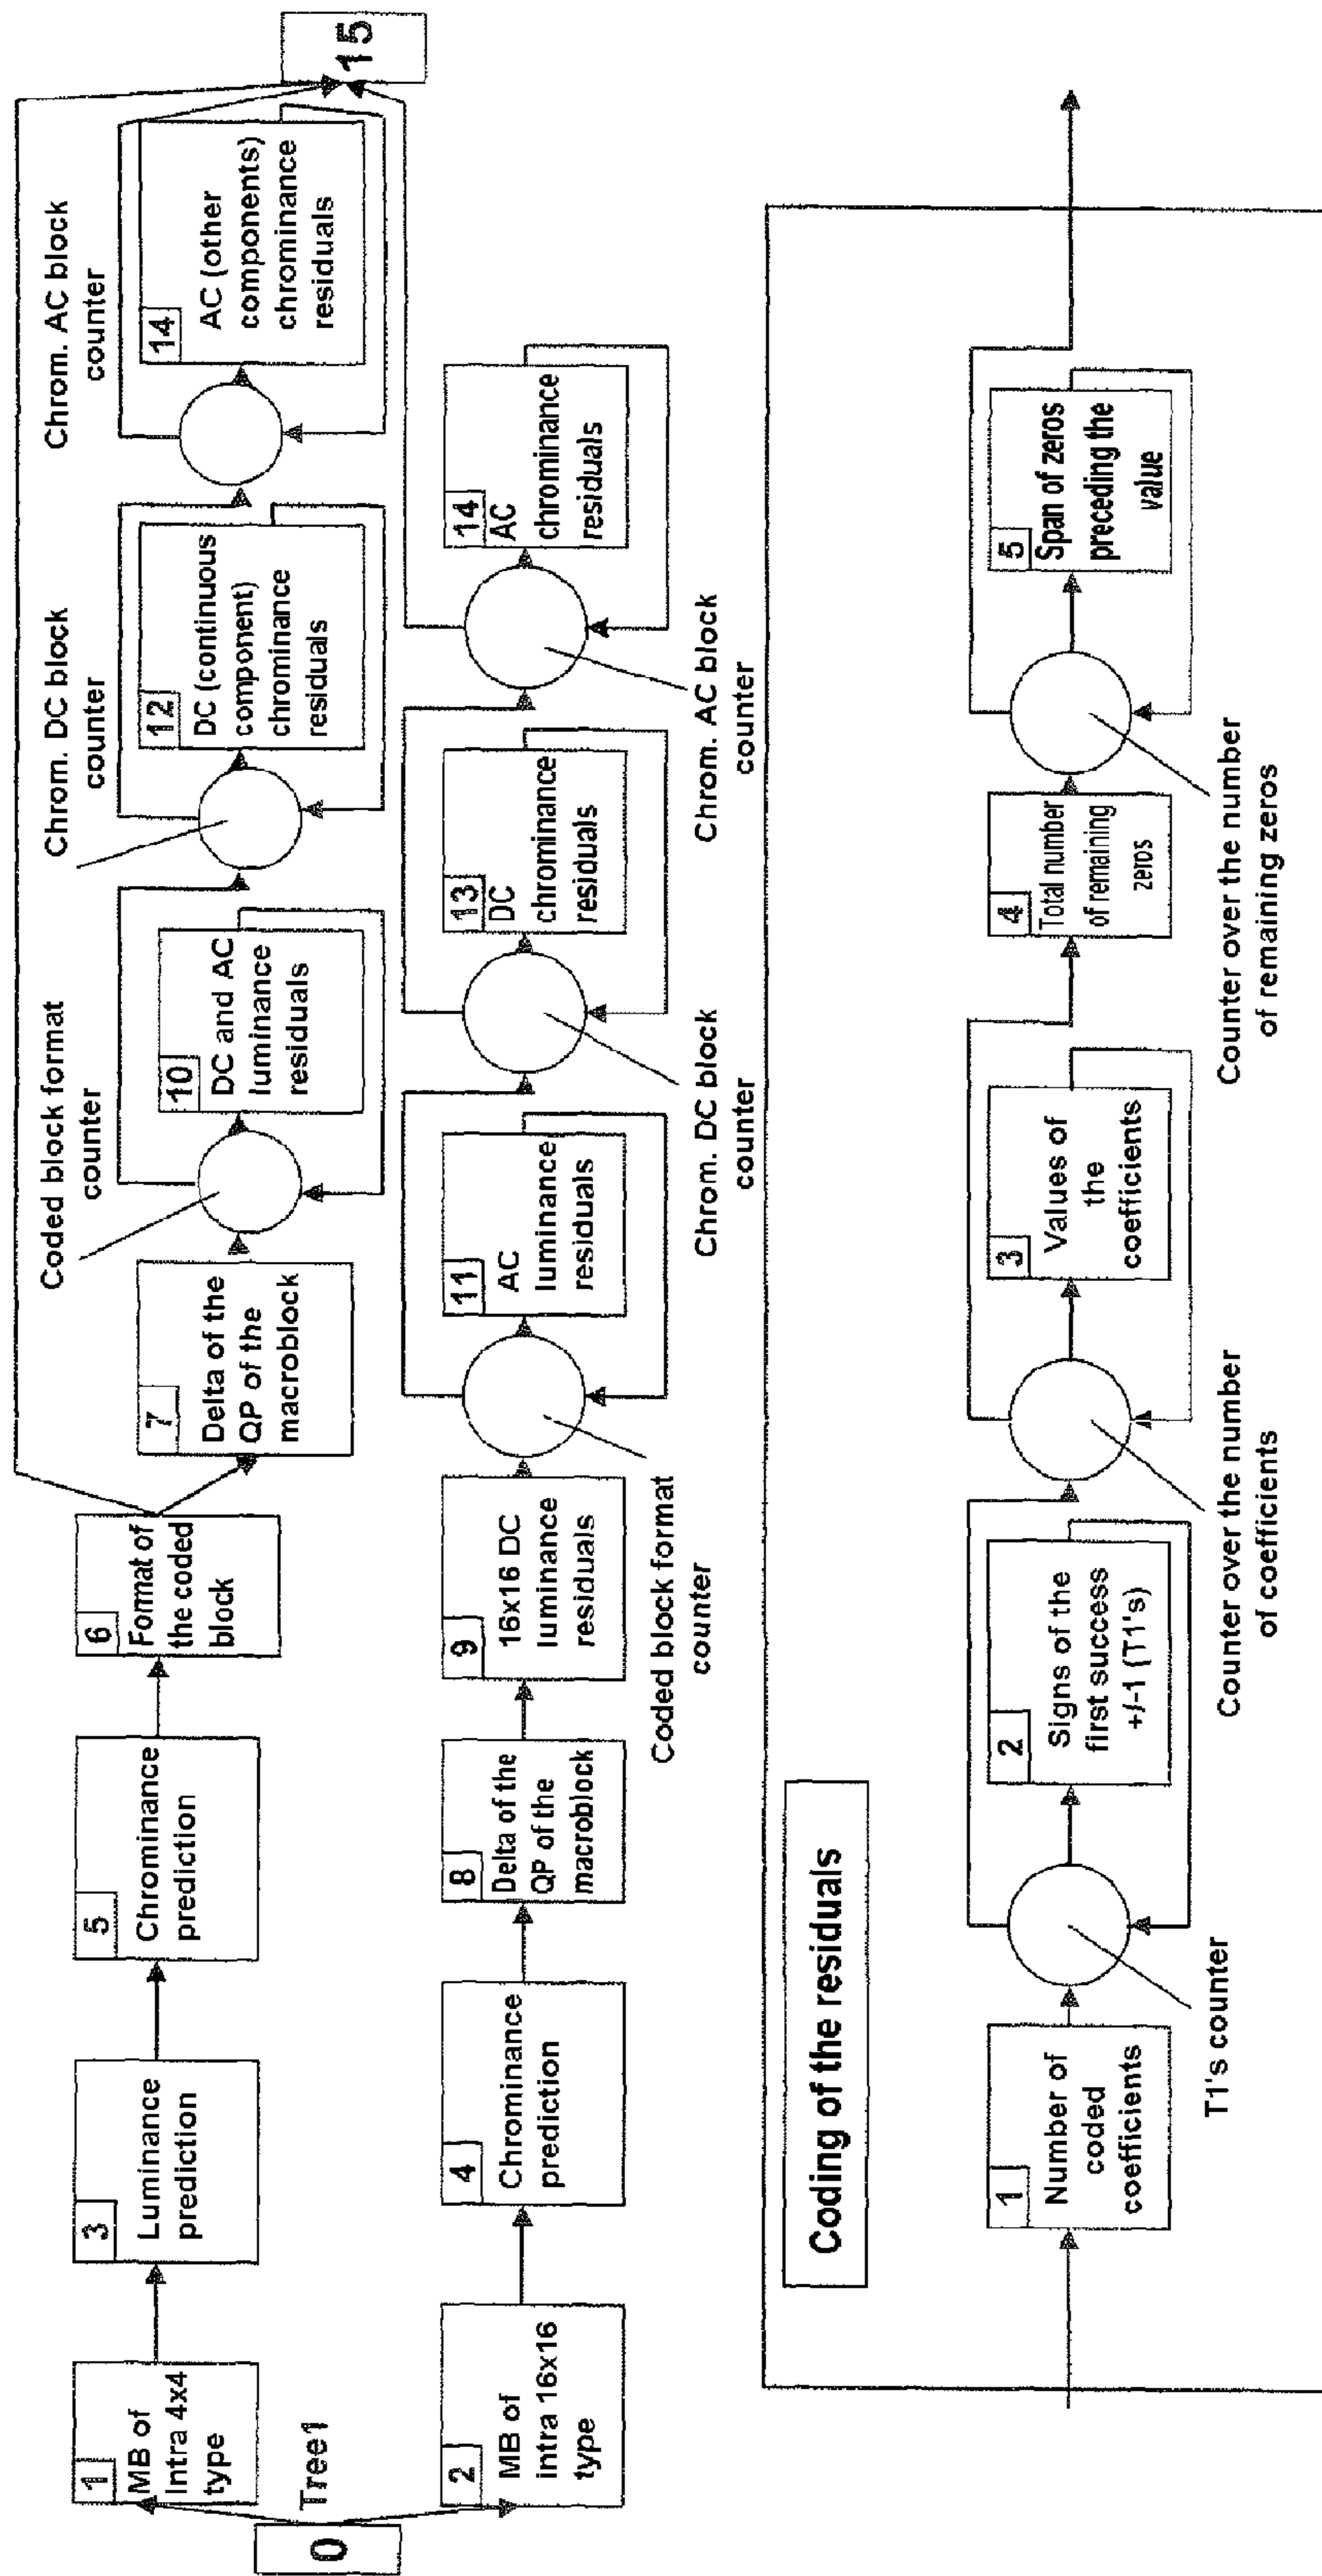 0
Tree1
1
MB of
Intra 4x4
type
3
Luminance
prediction
5
Chrominance
prediction
6
Format of
the coded
block
7
Delta of the
QP of the
macroblock
Coded block format
counter
10
DC and AC
luminance
residuals
Chrom. DC block
counter
12
DC (continuous
component)
chrominance
residuals
Chrom. AC block
counter
14
AC (other
components)
chrominance
residuals
15
2
MB of
intra 16x16
type
4
Chrominance
prediction
8
Delta of the
QP of the
macroblock
9
16x16 DC
luminance
residuals
Coded block format
counter
11
AC
luminance
residuals
Chrom. DC block
counter
13
DC
chrominance
residuals
Chrom. AC block
counter
14
AC
chrominance
residuals
Coding of the residuals
1
Number of
coded
coefficients
T1's counter
2
Signs of the
first success
+/-1 (T1's)
Counter over the number
of coefficients
3
Values of
the
coefficients
4
Total number
of remaining
zeros
Counter over the number
of remaining zeros
5
Span of zeros
preceding the
value